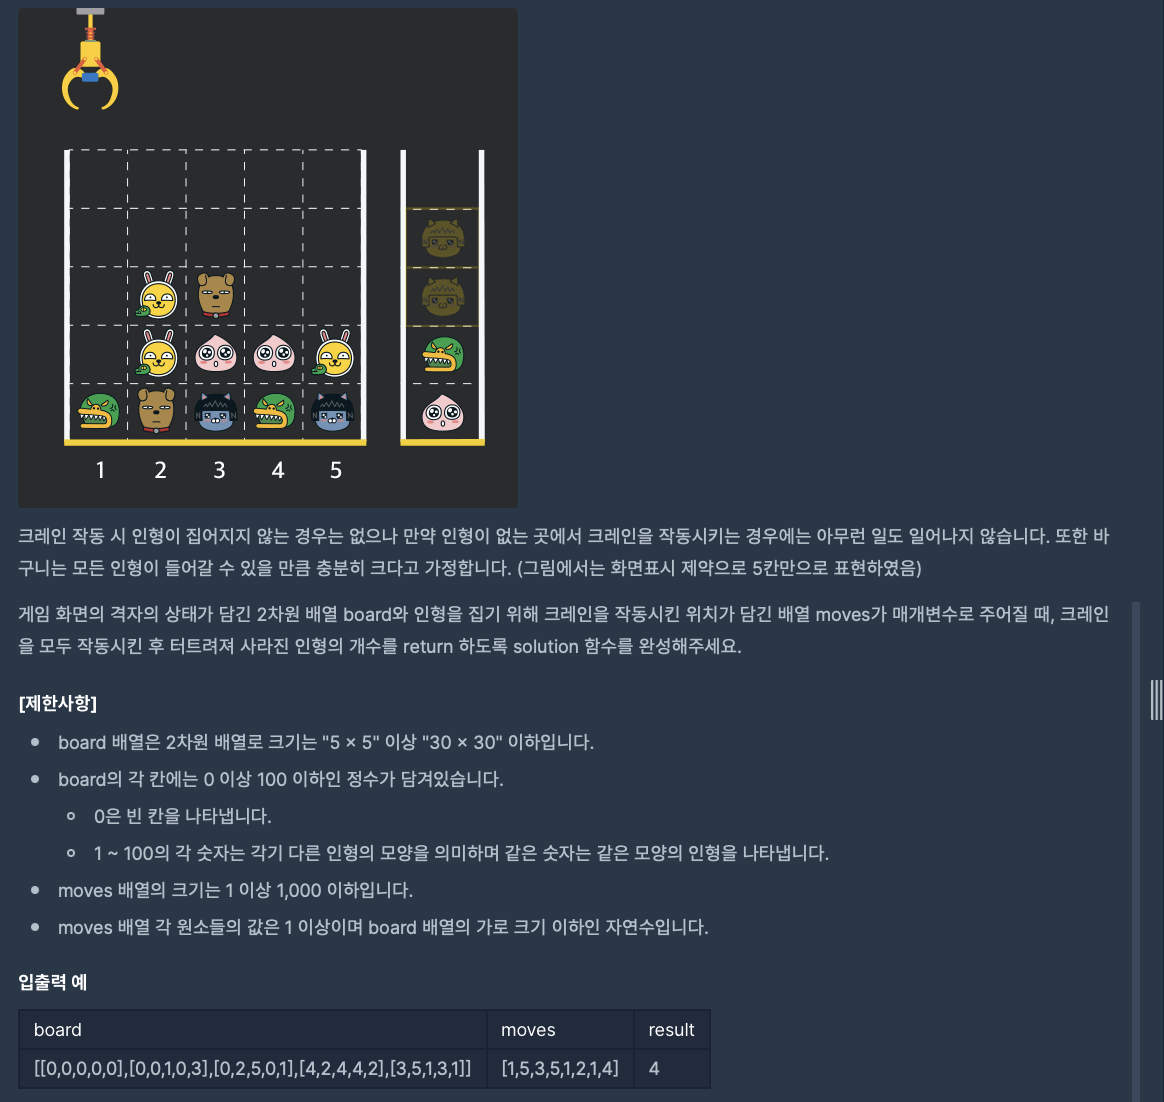 1 2 3 4 5
크레인 작동 시 인형이 집어지지 않는 경우는 없으나 만약 인형이 없는 곳에서 크레인을 작동시키는 경우에는 아무런 일도 일어나지 않습니다. 또한 바
구니는 모든 인형이 들어갈 수 있을 만큼 충분히 크다고 가정합니다. (그림에서는 화면표시 제약으로 5칸만으로 표현하였음)
게임 화면의 격자의 상태가 담긴 2차원 배열 board와 인형을 집기 위해 크레인을 작동시킨 위치가 담긴 배열 moves가 매개변수로 주어질 때, 크레인
을 모두 작동시킨 후 터트려져 사라진 인형의 개수를 return 하도록 solution 함수를 완성해주세요.
[제한사항]
board 배열은 2차원 배열로 크기는 "5 × 5" 이상 "30 × 30" 이하입니다.
board의 각 칸에는 0 이상 100 이하인 정수가 담겨있습니다.
0은 빈 칸을 나타냅니다.
1 ~ 100의 각 숫자는 각기 다른 인형의 모양을 의미하며 같은 숫자는 같은 모양의 인형을 나타냅니다.
moves 배열의 크기는 1 이상 1,000 이하입니다.
moves 배열 각 원소들의 값은 1 이상이며 board 배열의 가로 크기 이하인 자연수입니다.
입출력 예
board moves result
[[0,0,0,0,0],[0,0,1,0,3],[0,2,5,0,1],[4,2,4,4,2],[3,5,1,3,1]] [1,5,3,5,1,2,1,4] 4